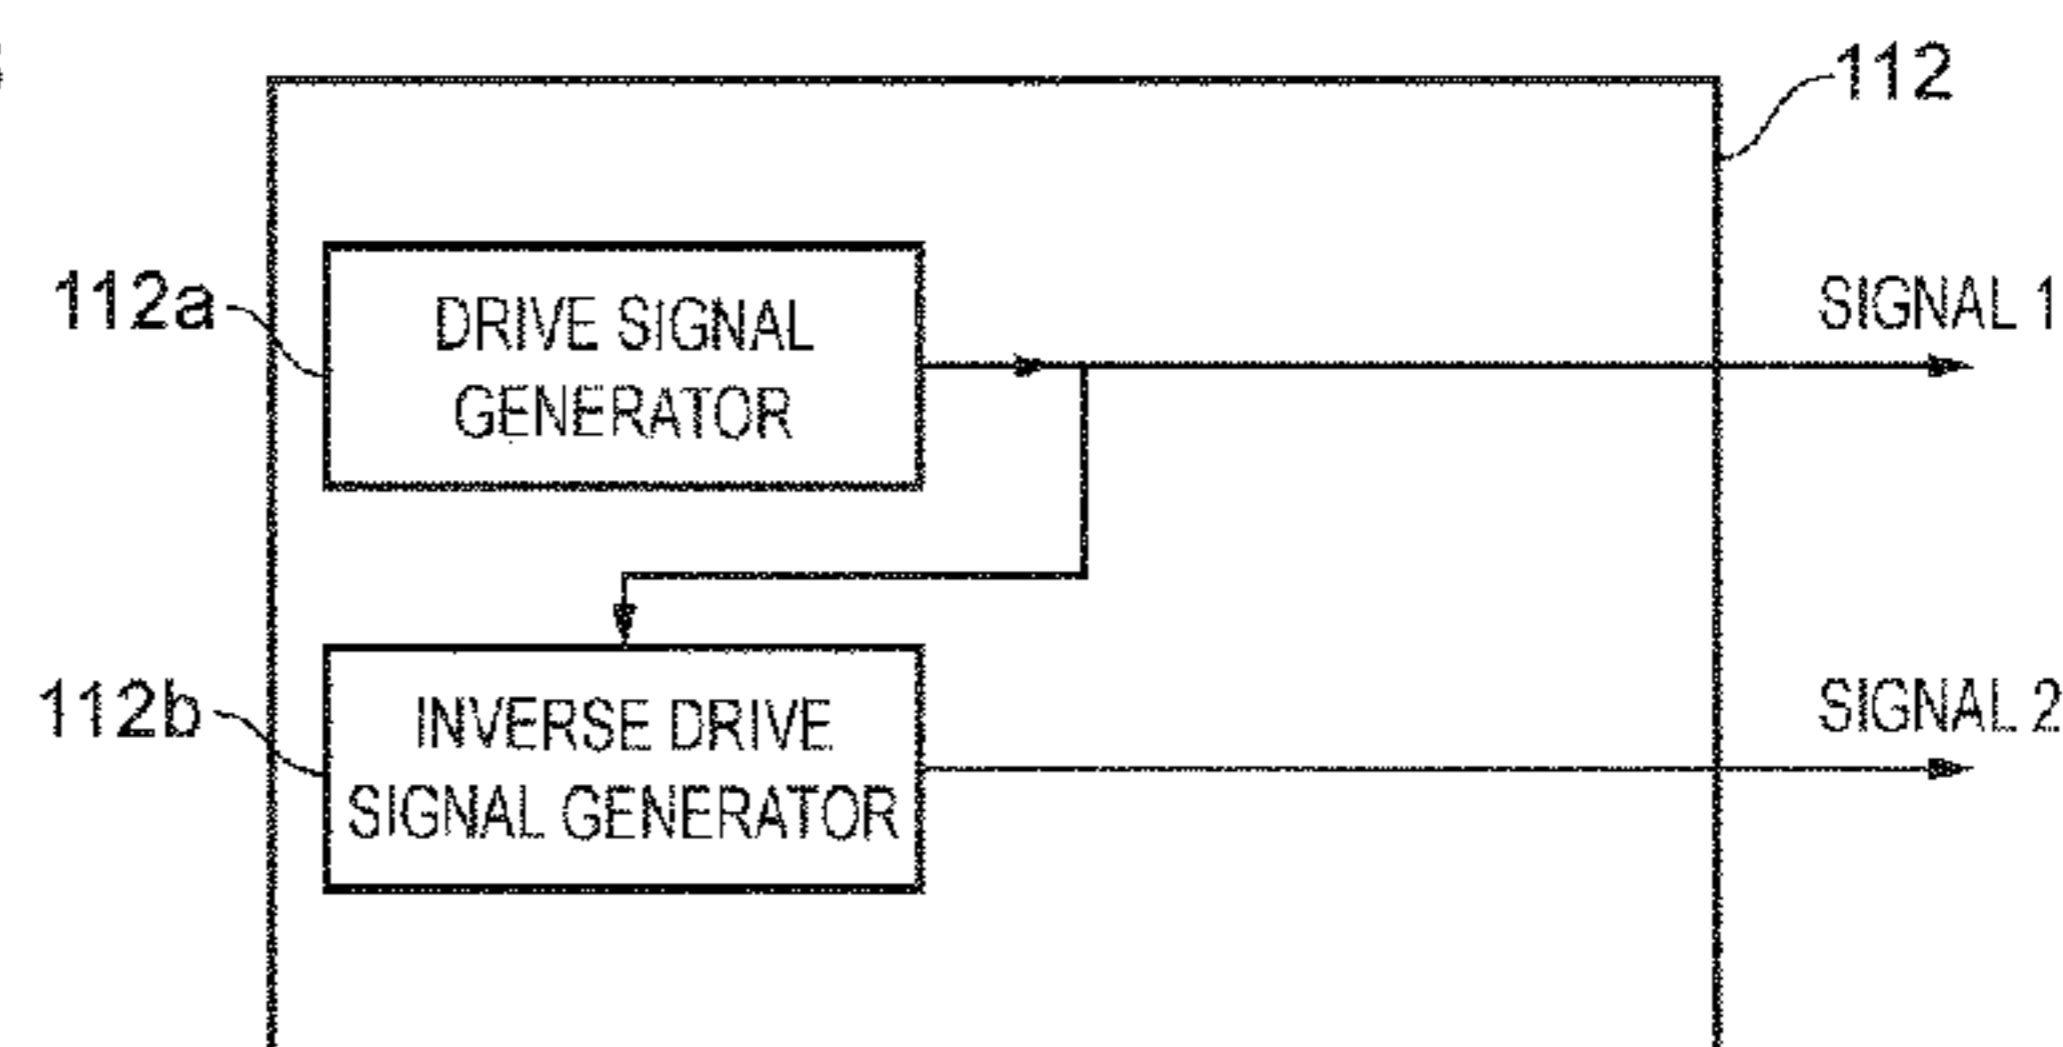 112
112a
DRIVE SIGNAL
GENERATOR
SIGNAL 1
112b
INVERSE DRIVE
SIGNAL GENERATOR
SIGNAL 2